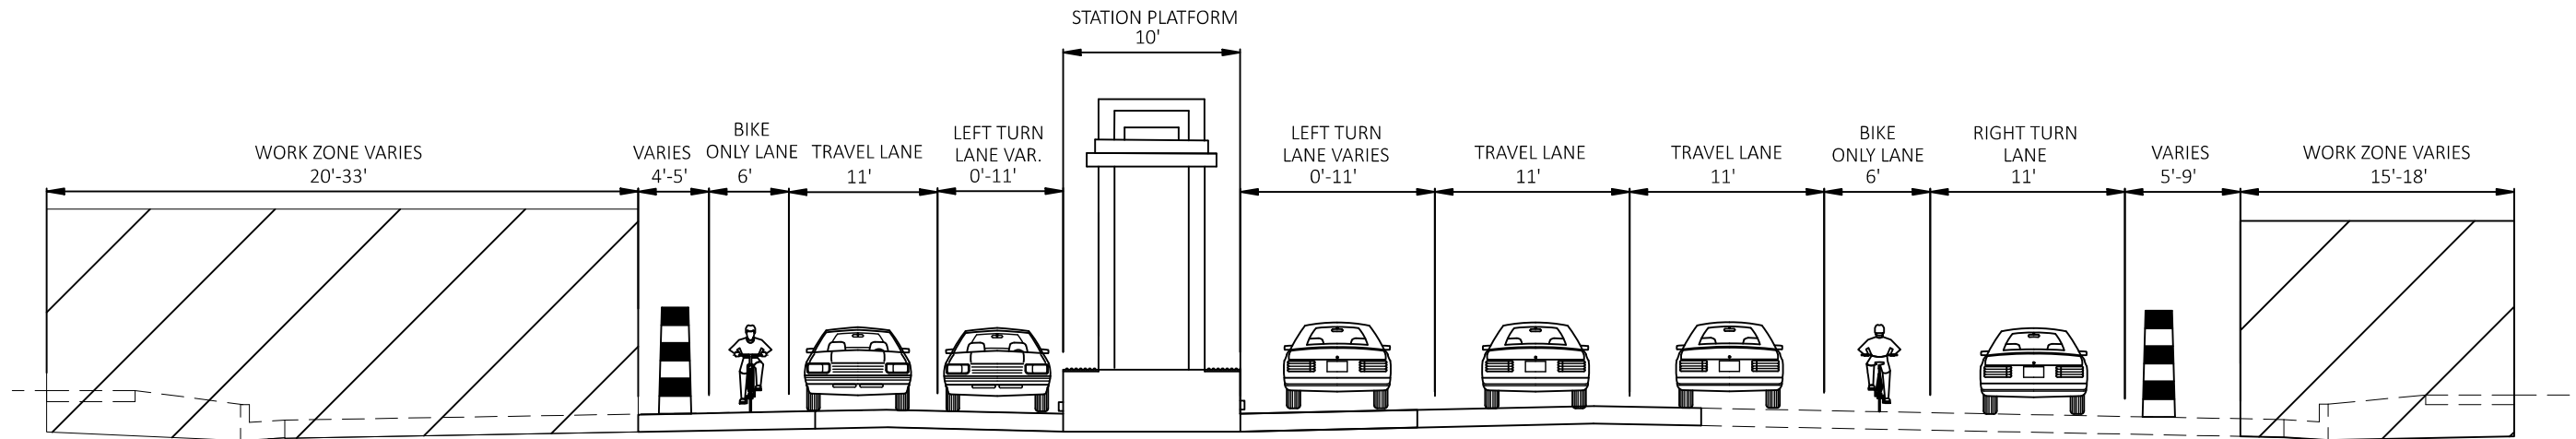 STATION PLATFORM
10'
WORK ZONE VARIES
20'-33'
VARIES
4'-5'
BIKE
ONLY LANE
6'
TRAVEL LANE
11'
LEFT TURN
LANE VAR.
0'-11'
LEFT TURN
LANE VARIES
0'-11'
TRAVEL LANE
11'
TRAVEL LANE
11'
BIKE
ONLY LANE
6'
RIGHT TURN
LANE
11'
VARIES
5'-9'
WORK ZONE VARIES
15'-18'